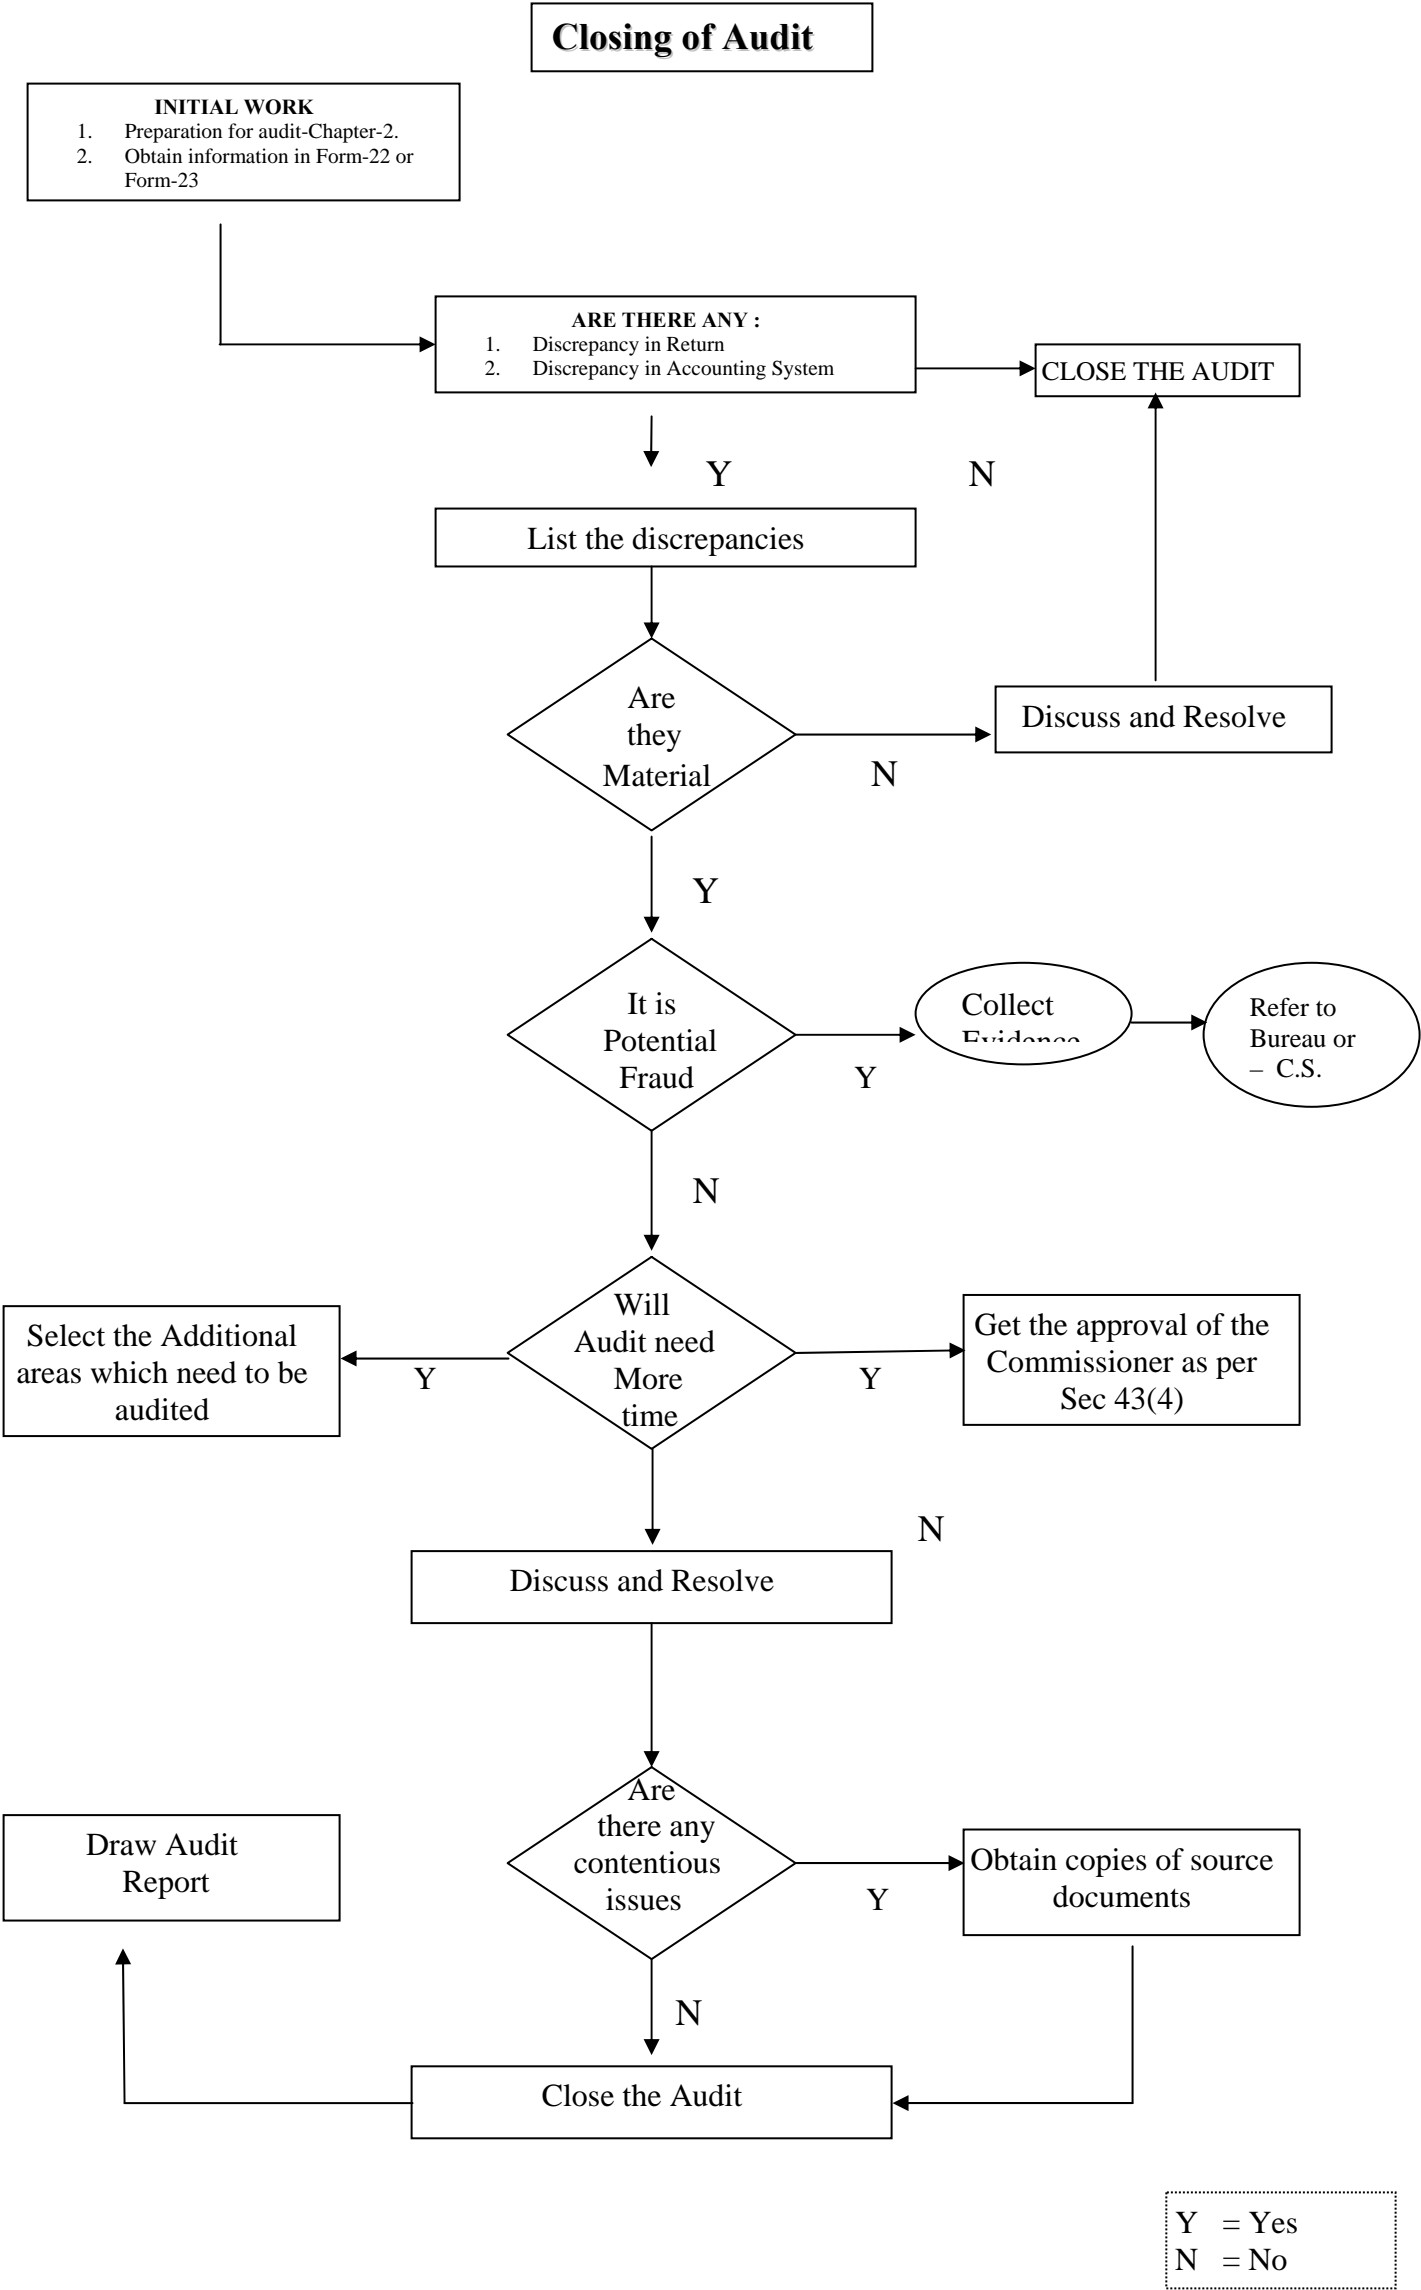 Closing of Audit
INITIAL WORK
1. Preparation for audit-Chapter-2.
2. Obtain information in Form-22 or
Form-23
ARE THERE ANY :
1. Discrepancy in Return
2. Discrepancy in Accounting System
CLOSE THE AUDIT
Y
N
List the discrepancies
Are
they
Material
N
Discuss and Resolve
Y
It is
Potential
Fraud
Y
Collect
Evidence
Refer to
Bureau or
– C.S.
N
Select the Additional
areas which need to be
audited
Y
Will
Audit need
More
time
Y
Get the approval of the
Commissioner as per
Sec 43(4)
N
Discuss and Resolve
Draw Audit
Report
Are
there any
contentious
issues
Y
Obtain copies of source
documents
N
Close the Audit
Y = Yes
N = No